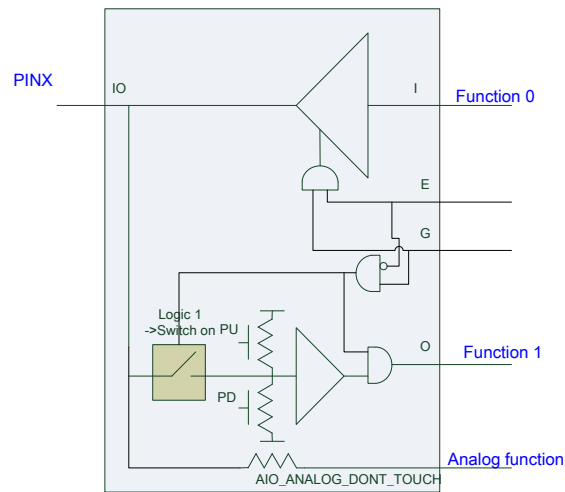 PINX
IO
I
Function 0
E
G
Logic 1
->Switch on
PU
PD
O
Function 1
Analog function
AIO_ANALOG_DONT_TOUCH